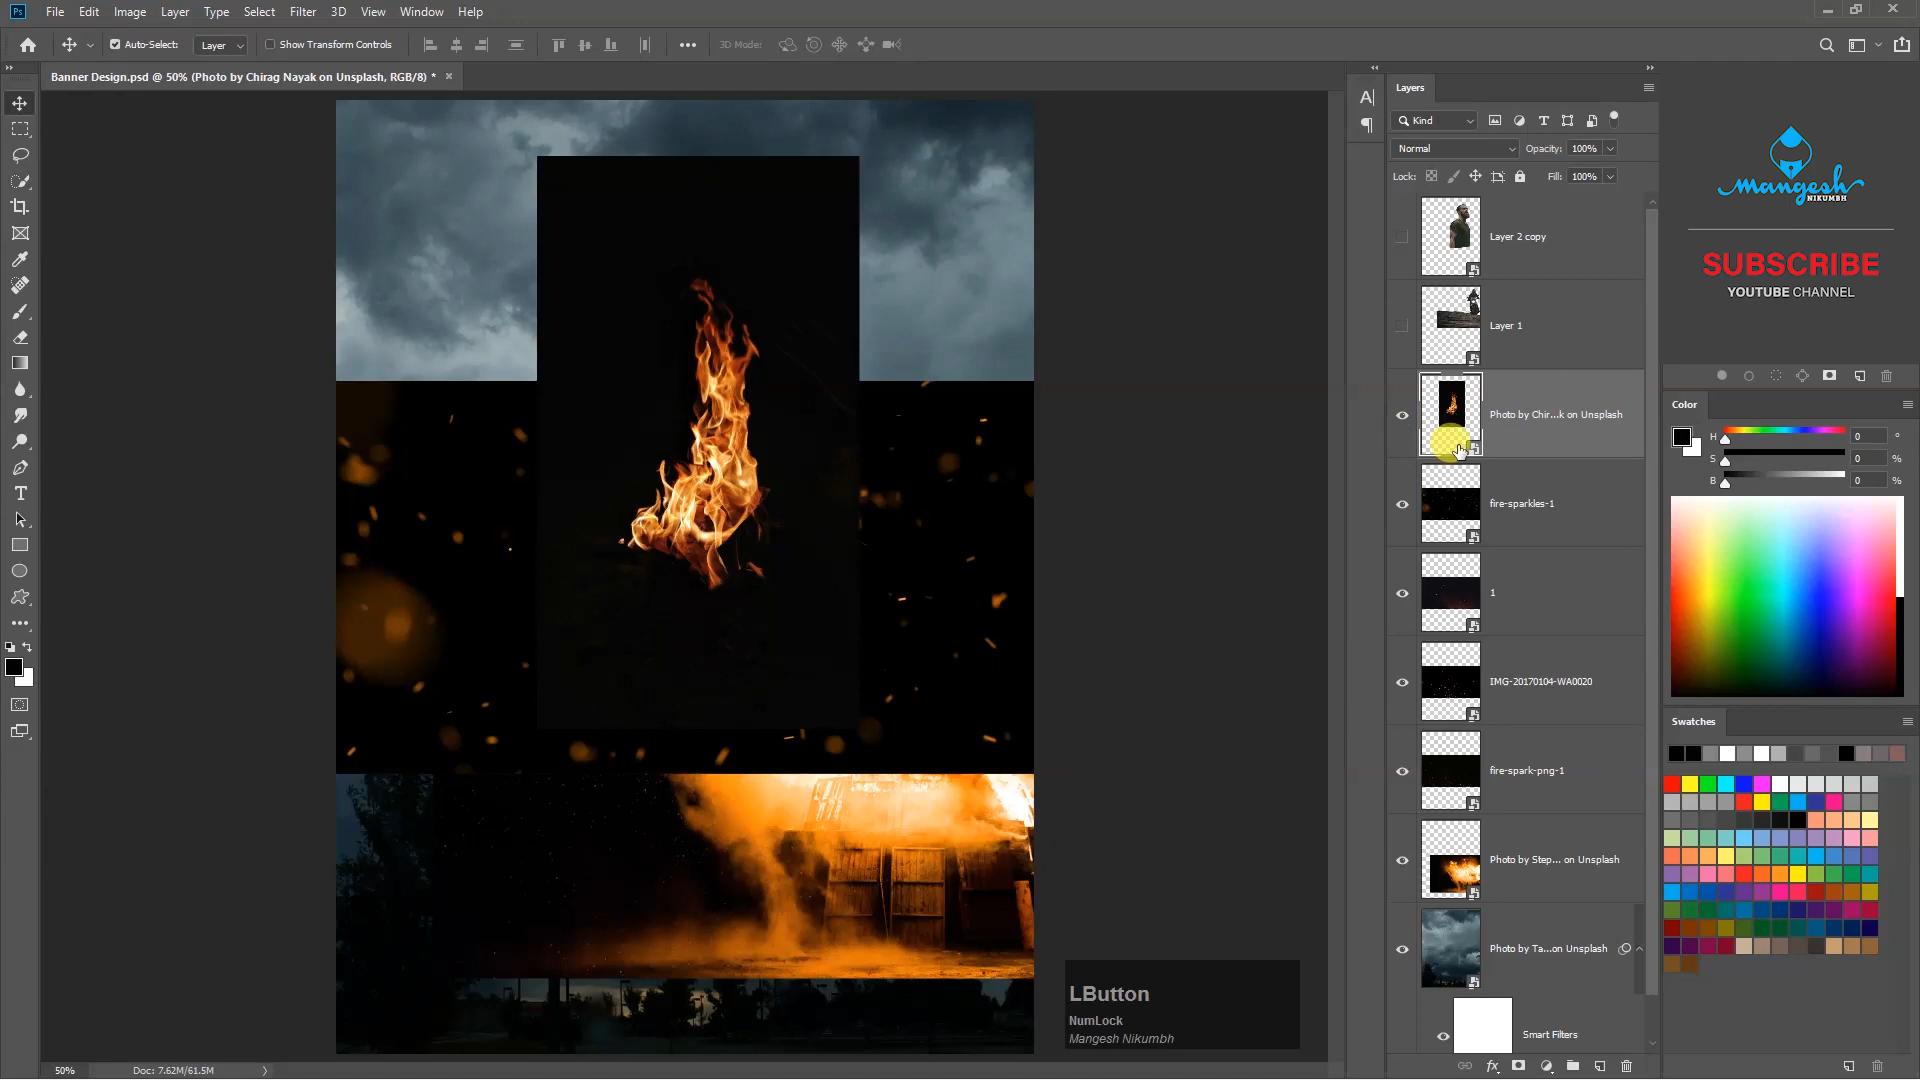 Ps File Edit Image Layer Type Select Filter 3D View Window Help
Auto-Select: Layer Show Transform Controls 3D Mode:
Banner Design.psd @ 50% (Photo by Chirag Nayak on Unsplash, RGB/8) *
Layers
Kind
Normal Opacity: 100%
Lock: Fill: 100%
Layer 2 copy
Layer 1
Photo by Chir...k on Unsplash
fire-sparkles-1
1
IMG-20170104-WA0020
fire-spark-png-1
Photo by Step... on Unsplash
Photo by Ta...on Unsplash
Smart Filters
Mangesh
NIKUMBH
SUBSCRIBE
YOUTUBE CHANNEL
Color
H 0 °
S 0 %
B 0 %
Swatches
LButton
NumLock
Mangesh Nikumbh
50% Doc: 7.62M/61.5M